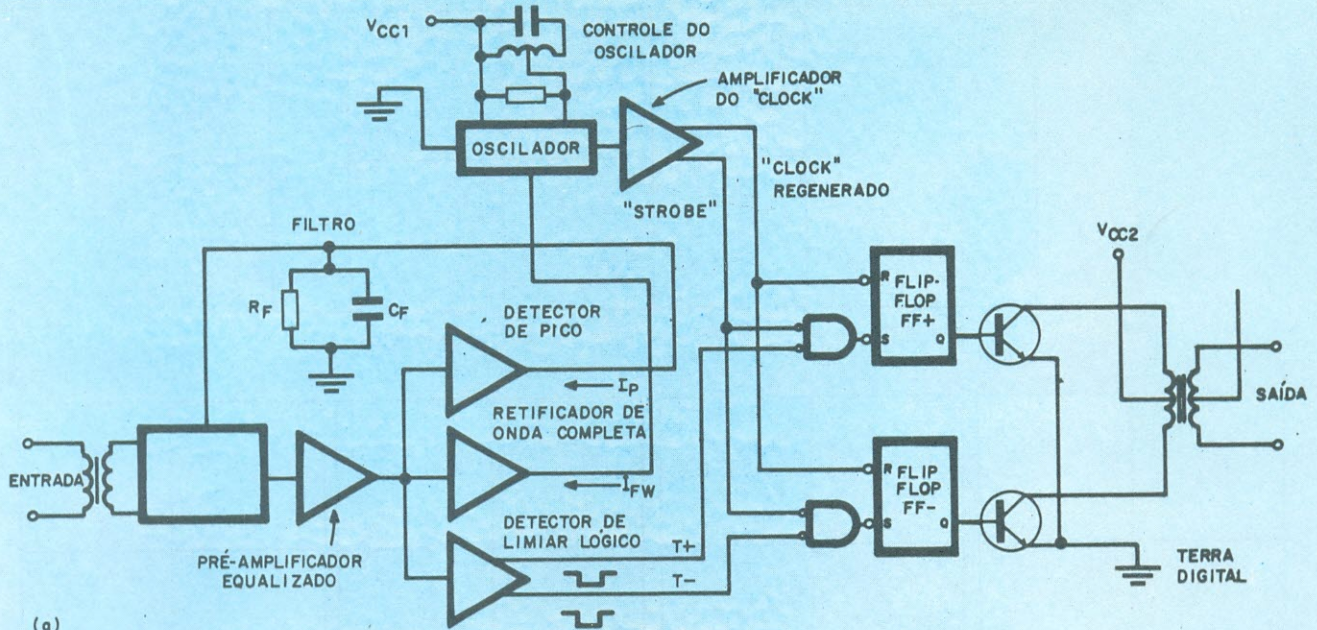 VCC1
CONTROLE DO
OSCILADOR
AMPLIFICADOR
DO "CLOCK"
OSCILADOR
"CLOCK"
REGENERADO
"STROBE"
FILTRO
RF
CF
DETECTOR
DE PICO
IP
RETIFICADOR DE
ONDA COMPLETA
IFW
DETECTOR DE
LIMIAR LÓGICO
T+
T-
ENTRADA
PRÉ-AMPLIFICADOR
EQUALIZADO
R
FLIP-
FLOP
FF+
S
Q
VCC2
SAÍDA
R
FLIP
FLOP
FF-
S
Q
TERRA
DIGITAL
(a)